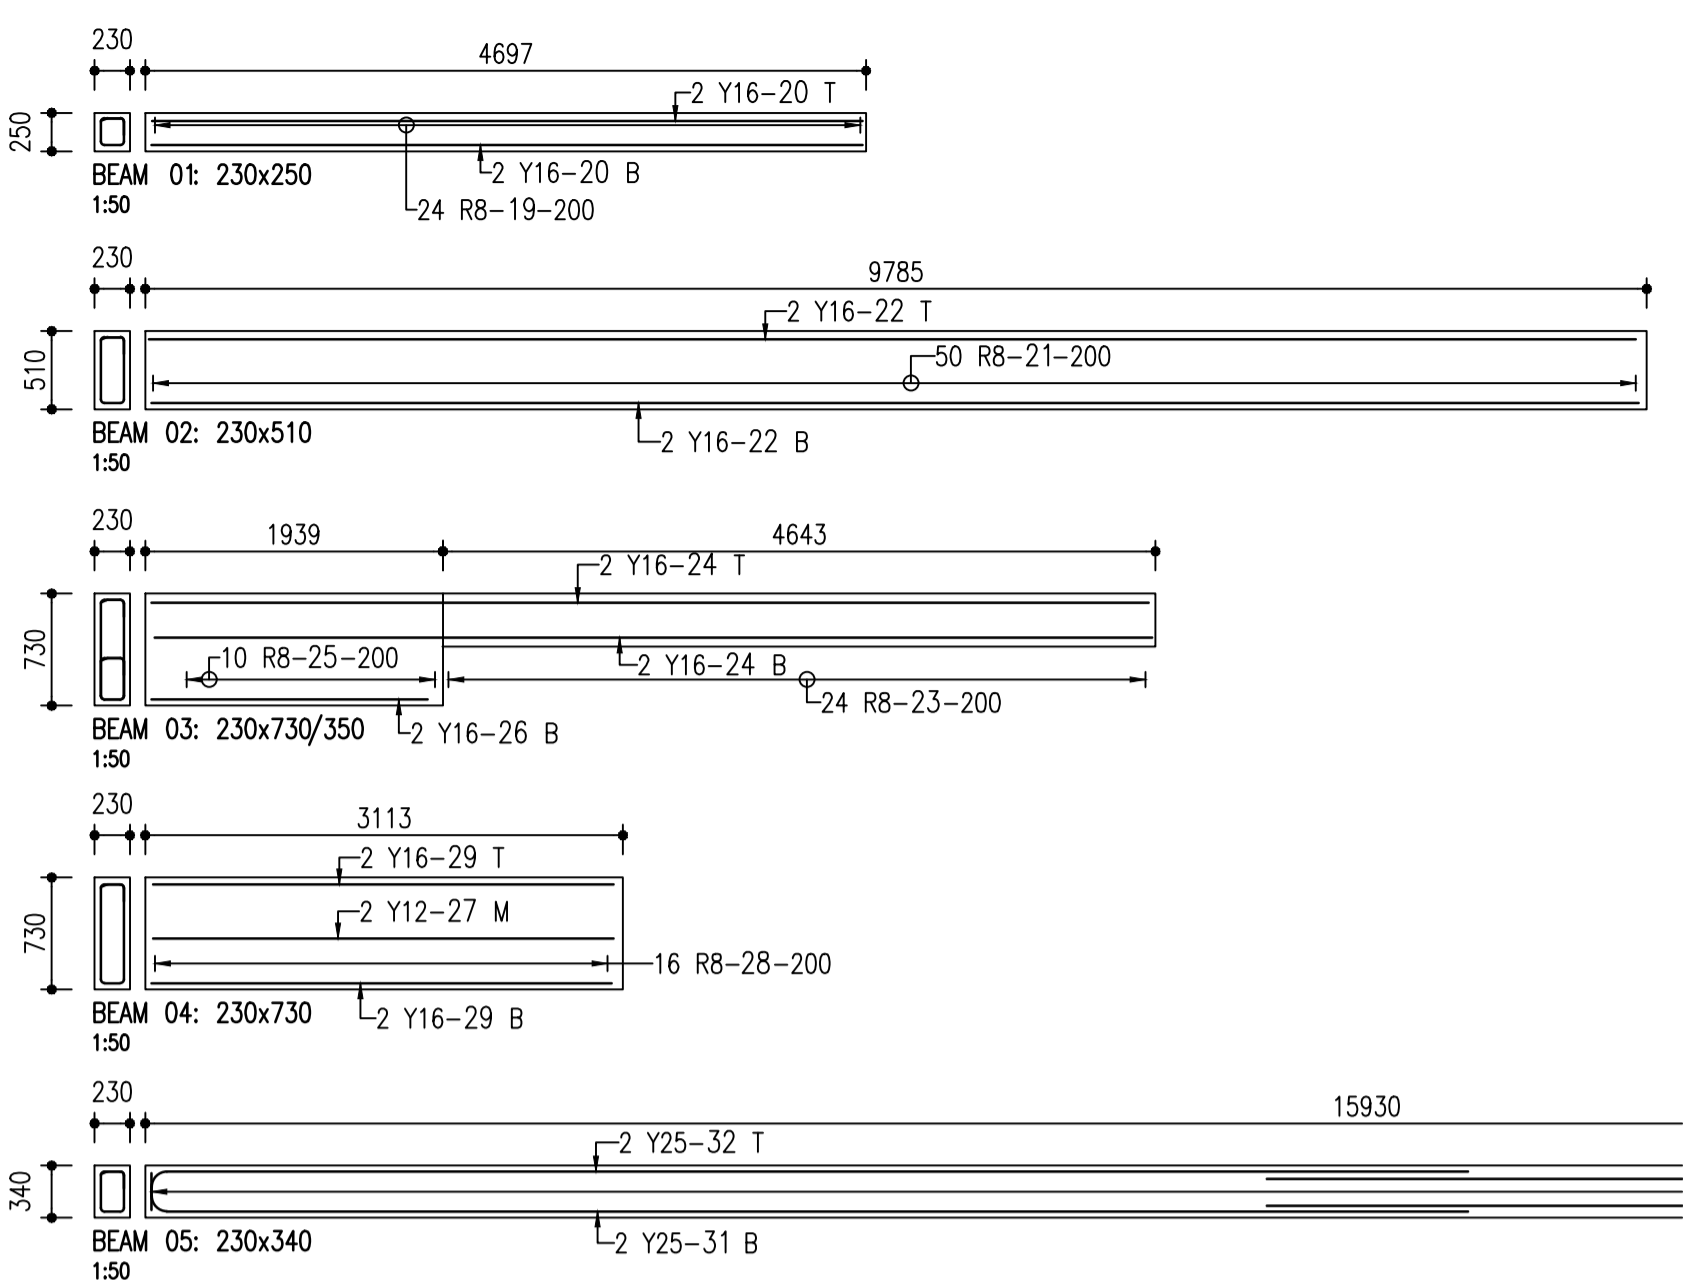 230
4697
2 Y16-20 T
250
2 Y16-20 B
BEAM 01: 230x250
1:50
24 R8-19-200
230
9785
2 Y16-22 T
50 R8-21-200
510
2 Y16-22 B
BEAM 02: 230x510
1:50
230
1939
4643
2 Y16-24 T
730
10 R8-25-200
2 Y16-24 B
24 R8-23-200
BEAM 03: 230x730/350
2 Y16-26 B
1:50
230
3113
2 Y16-29 T
2 Y12-27 M
730
16 R8-28-200
BEAM 04: 230x730
2 Y16-29 B
1:50
230
15930
2 Y25-32 T
340
BEAM 05: 230x340
2 Y25-31 B
1:50